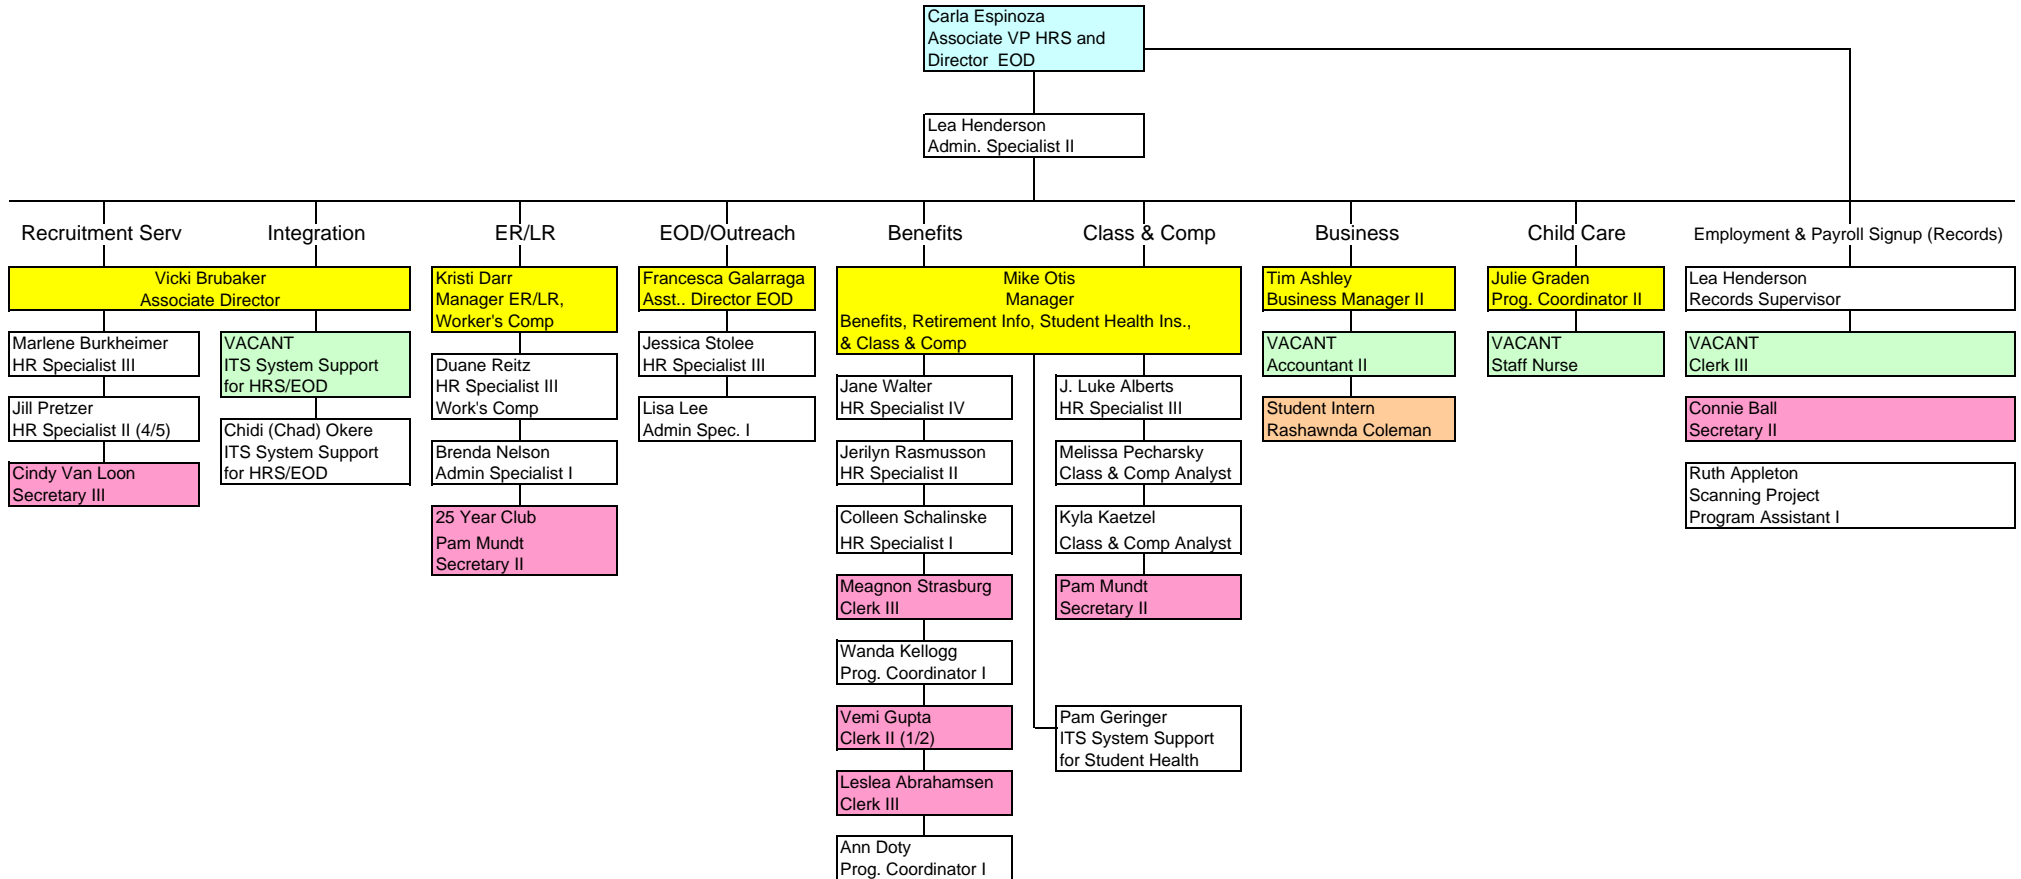 Carla Espinoza
Associate VP HRS and
Director EOD
Lea Henderson
Admin. Specialist II
Recruitment Serv
Integration
ER/LR
EOD/Outreach
Benefits
Class & Comp
Business
Child Care
Employment & Payroll Signup (Records)
Vicki Brubaker
Associate Director
Marlene Burkheimer
HR Specialist III
Jill Pretzer
HR Specialist II (4/5)
Cindy Van Loon
Secretary III
VACANT
ITS System Support
for HRS/EOD
Chidi (Chad) Okere
ITS System Support
for HRS/EOD
Kristi Darr
Manager ER/LR,
Worker's Comp
Duane Reitz
HR Specialist III
Work's Comp
Brenda Nelson
Admin Specialist I
25 Year Club
Pam Mundt
Secretary II
Francesca Galarraga
Asst.. Director EOD
Jessica Stolee
HR Specialist III
Lisa Lee
Admin Spec. I
Mike Otis
Manager
Benefits, Retirement Info, Student Health Ins.,
& Class & Comp
Jane Walter
HR Specialist IV
Jerilyn Rasmusson
HR Specialist II
Colleen Schalinske
HR Specialist I
Meagnon Strasburg
Clerk III
Wanda Kellogg
Prog. Coordinator I
Vemi Gupta
Clerk II (1/2)
Leslea Abrahamsen
Clerk III
Ann Doty
Prog. Coordinator I
J. Luke Alberts
HR Specialist III
Melissa Pecharsky
Class & Comp Analyst
Kyla Kaetzel
Class & Comp Analyst
Pam Mundt
Secretary II
Pam Geringer
ITS System Support
for Student Health
Tim Ashley
Business Manager II
VACANT
Accountant II
Student Intern
Rashawnda Coleman
Julie Graden
Prog. Coordinator II
VACANT
Staff Nurse
Lea Henderson
Records Supervisor
VACANT
Clerk III
Connie Ball
Secretary II
Ruth Appleton
Scanning Project
Program Assistant I